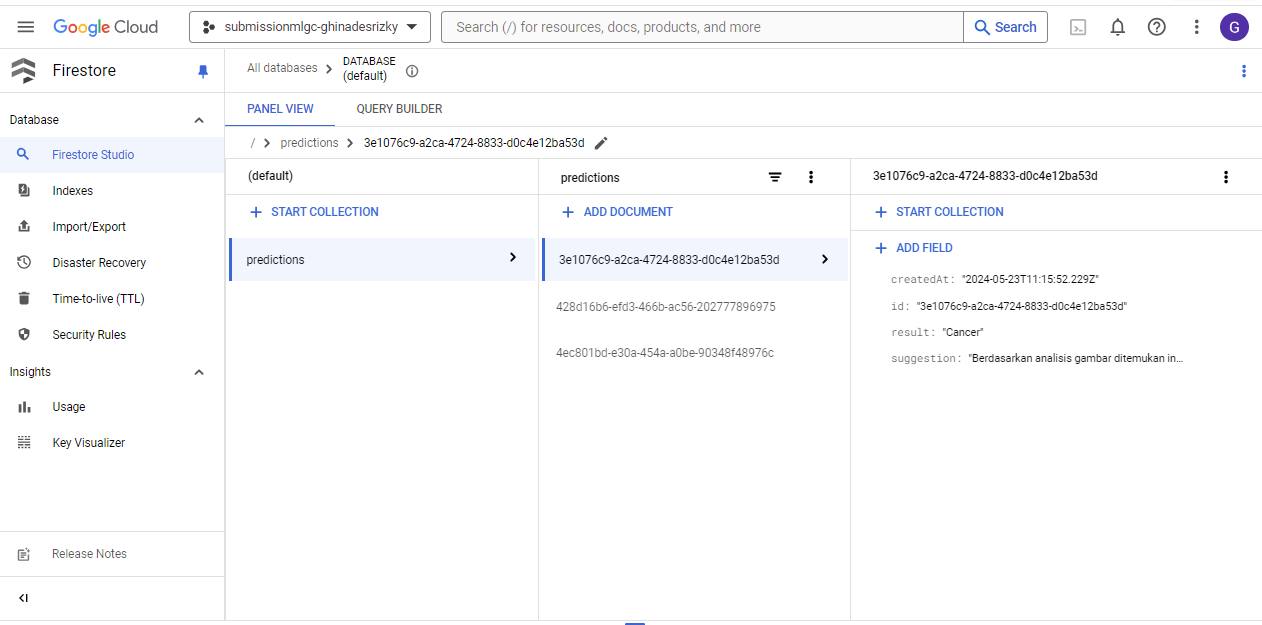 Google Cloud
submissionmlgc-ghinadesrizky
Search (/) for resources, docs, products, and more
Search
G
Firestore
All databases
DATABASE
(default)
PANEL VIEW
QUERY BUILDER
Database
Firestore Studio
Indexes
Import/Export
Disaster Recovery
Time-to-live (TTL)
Security Rules
Insights
Usage
Key Visualizer
Release Notes
/ predictions 3e1076c9-a2ca-4724-8833-d0c4e12ba53d
(default)
START COLLECTION
predictions
predictions
ADD DOCUMENT
3e1076c9-a2ca-4724-8833-d0c4e12ba53d
428d16b6-efd3-466b-ac56-202777896975
4ec801bd-e30a-454a-a0be-90348f48976c
3e1076c9-a2ca-4724-8833-d0c4e12ba53d
START COLLECTION
ADD FIELD
createdAt: "2024-05-23T11:15:52.229Z"
id: "3e1076c9-a2ca-4724-8833-d0c4e12ba53d"
result: "Cancer"
suggestion: "Berdasarkan analisis gambar ditemukan in...